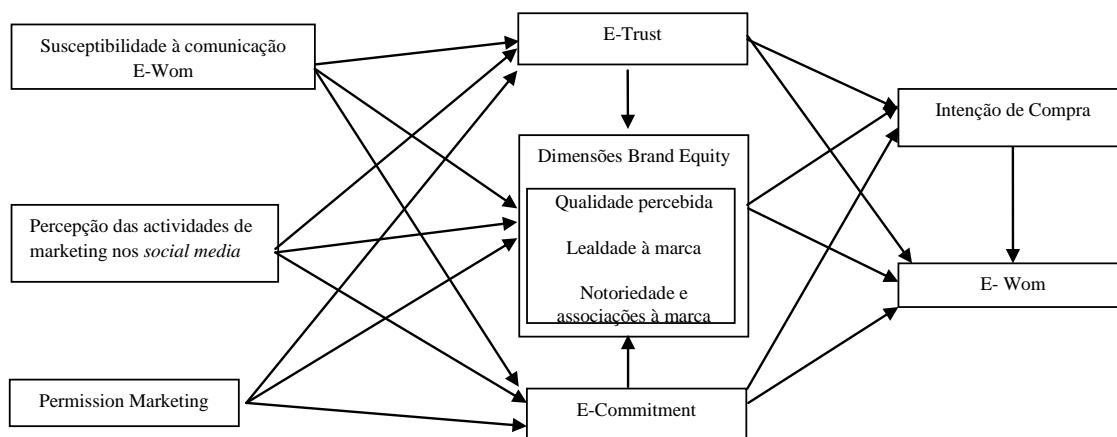 Susceptibilidade à comunicação
E-Wom
Percepção das actividades de
marketing nos social media
Permission Marketing
E-Trust
Dimensões Brand Equity
Qualidade percebida
Lealdade à marca
Notoriedade e
associações à marca
E-Commitment
Intenção de Compra
E- Wom